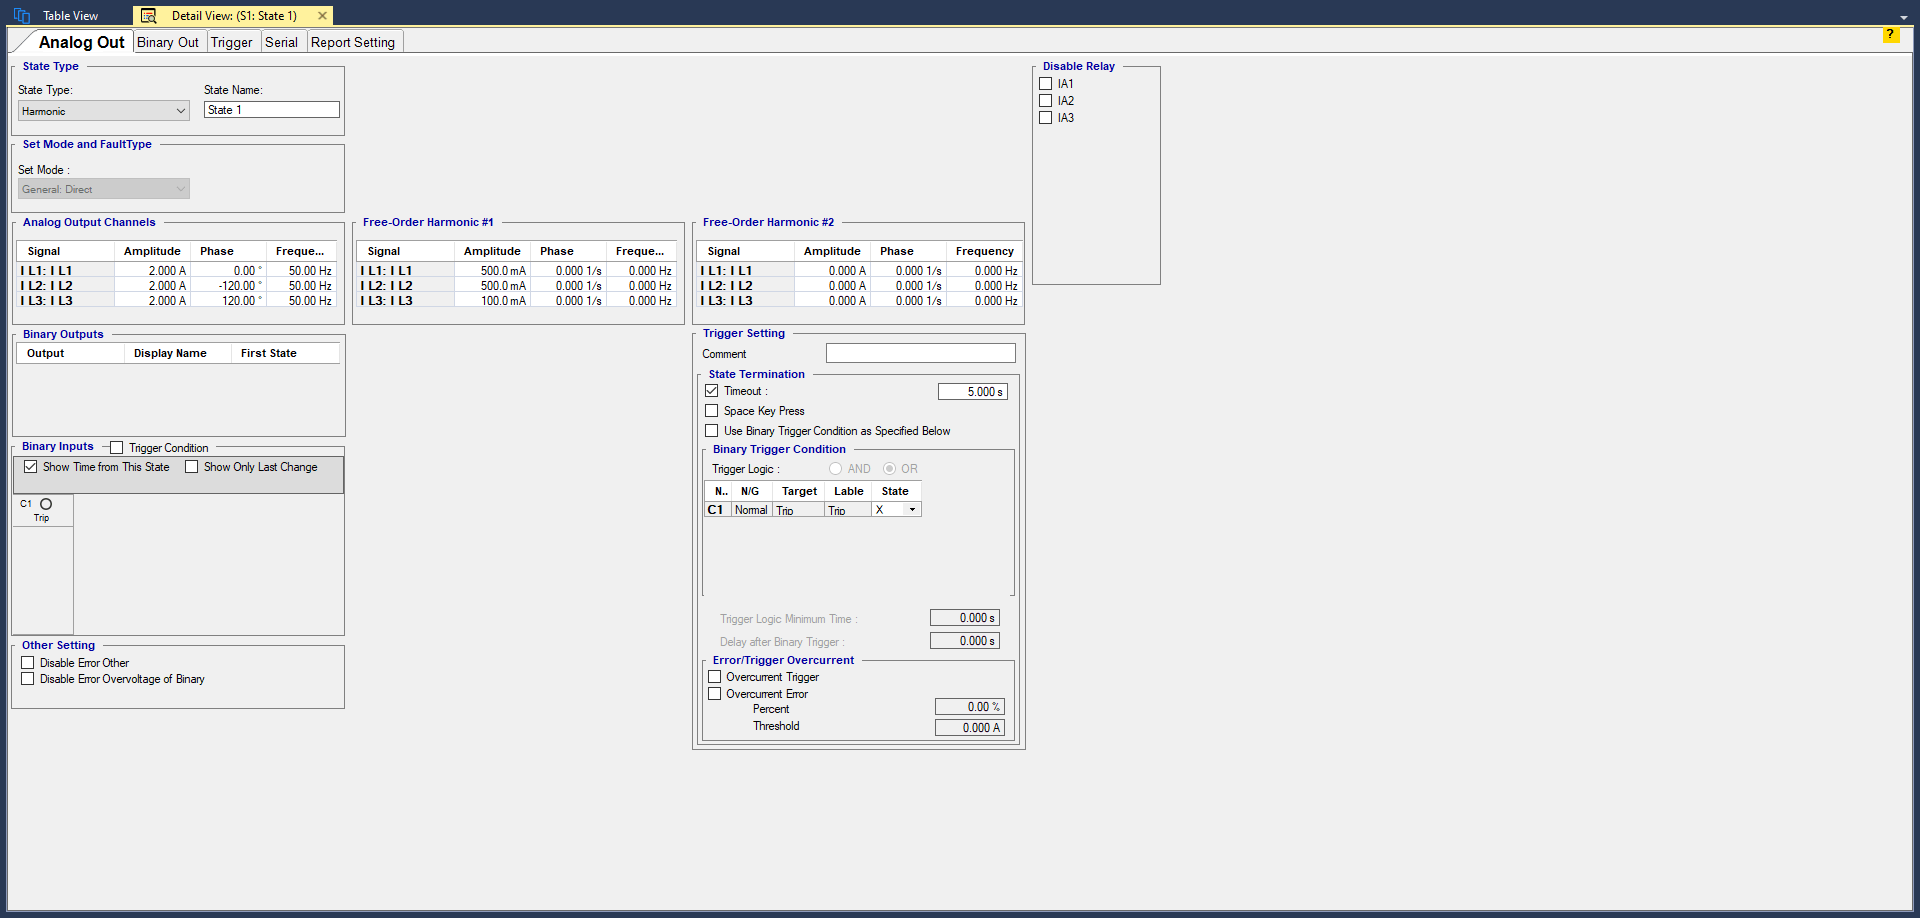 Table View
Detail View: (S1: State 1)
?
Analog Out
Binary Out
Trigger
Serial
Report Setting
State Type
State Type:
State Name:
Harmonic
State 1
Set Mode and FaultType
Set Mode :
General: Direct
Analog Output Channels
Signal Amplitude Phase Freque...
I L1: I L1 2.000 A 0.00 ° 50.00 Hz
I L2: I L2 2.000 A -120.00 ° 50.00 Hz
I L3: I L3 2.000 A 120.00 ° 50.00 Hz
Free-Order Harmonic #1
Signal Amplitude Phase Freque...
I L1: I L1 500.0 mA 0.000 1/s 0.000 Hz
I L2: I L2 500.0 mA 0.000 1/s 0.000 Hz
I L3: I L3 100.0 mA 0.000 1/s 0.000 Hz
Free-Order Harmonic #2
Signal Amplitude Phase Frequency
I L1: I L1 0.000 A 0.000 1/s 0.000 Hz
I L2: I L2 0.000 A 0.000 1/s 0.000 Hz
I L3: I L3 0.000 A 0.000 1/s 0.000 Hz
Disable Relay
IA1
IA2
IA3
Binary Outputs
Output Display Name First State
Binary Inputs
Trigger Condition
Show Time from This State
Show Only Last Change
C1
Trip
Other Setting
Disable Error Other
Disable Error Overvoltage of Binary
Trigger Setting
Comment
State Termination
Timeout : 5.000 s
Space Key Press
Use Binary Trigger Condition as Specified Below
Binary Trigger Condition
Trigger Logic : AND OR
N.. N/G Target Lable State
C1 Normal Trip Trip X
Trigger Logic Minimum Time : 0.000 s
Delay after Binary Trigger : 0.000 s
Error/Trigger Overcurrent
Overcurrent Trigger
Overcurrent Error
Percent 0.00 %
Threshold 0.000 A